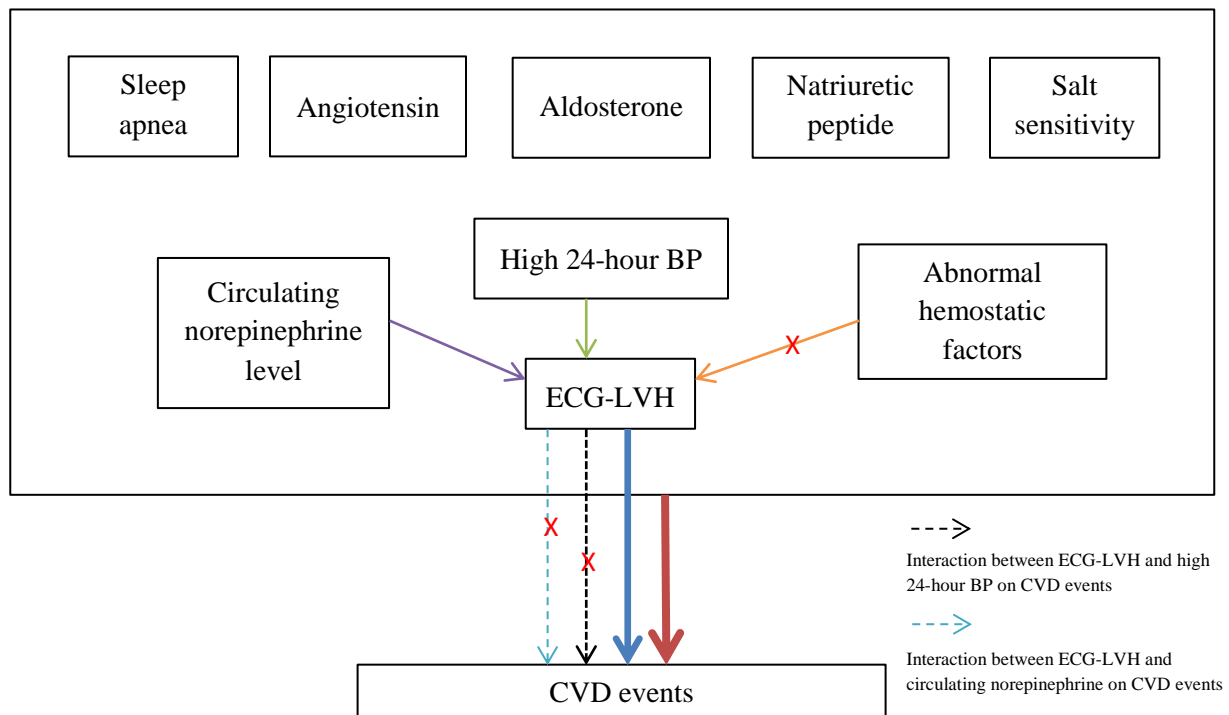 Sleep
apnea
Angiotensin
Aldosterone
Natriuretic
peptide
Salt
sensitivity
High 24-hour BP
Circulating
norepinephrine
level
Abnormal
hemostatic
factors
X
ECG-LVH
X
X
Interaction between ECG-LVH and high
24-hour BP on CVD events
Interaction between ECG-LVH and
circulating norepinephrine on CVD events
CVD events